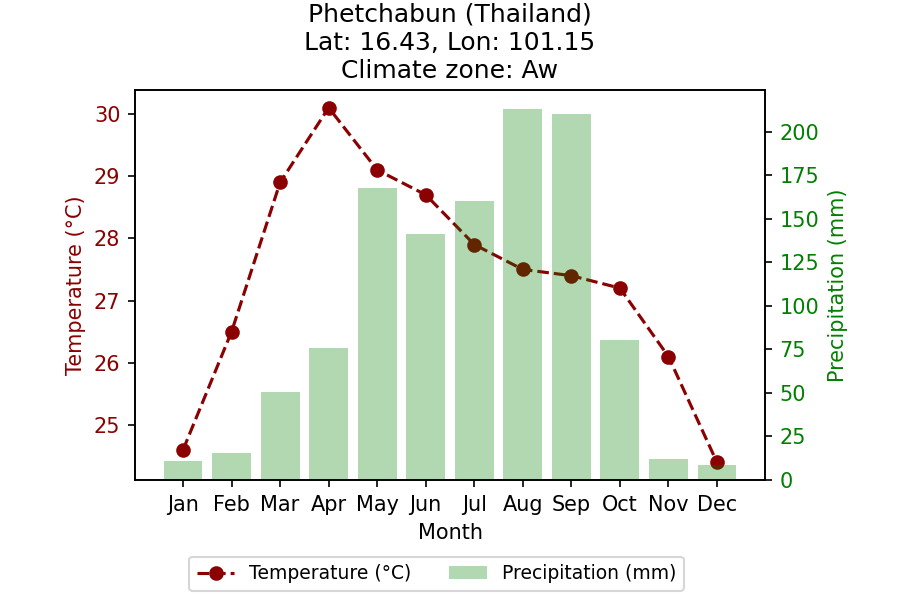 Phetchabun (Thailand)
Lat: 16.43, Lon: 101.15
Climate zone: Aw
Temperature (°C)
30
29
28
27
26
25
Precipitation (mm)
200
175
150
125
100
75
50
25
0
Jan Feb Mar Apr May Jun Jul Aug Sep Oct Nov Dec
Month
Temperature (°C) Precipitation (mm)